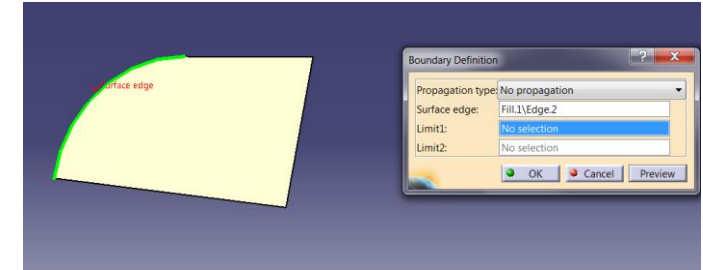 Surface edge
Boundary Definition ? X
Propagation type: No propagation
Surface edge: Fill.1\Edge.2
Limit1: No selection
Limit2: No selection
OK Cancel Preview